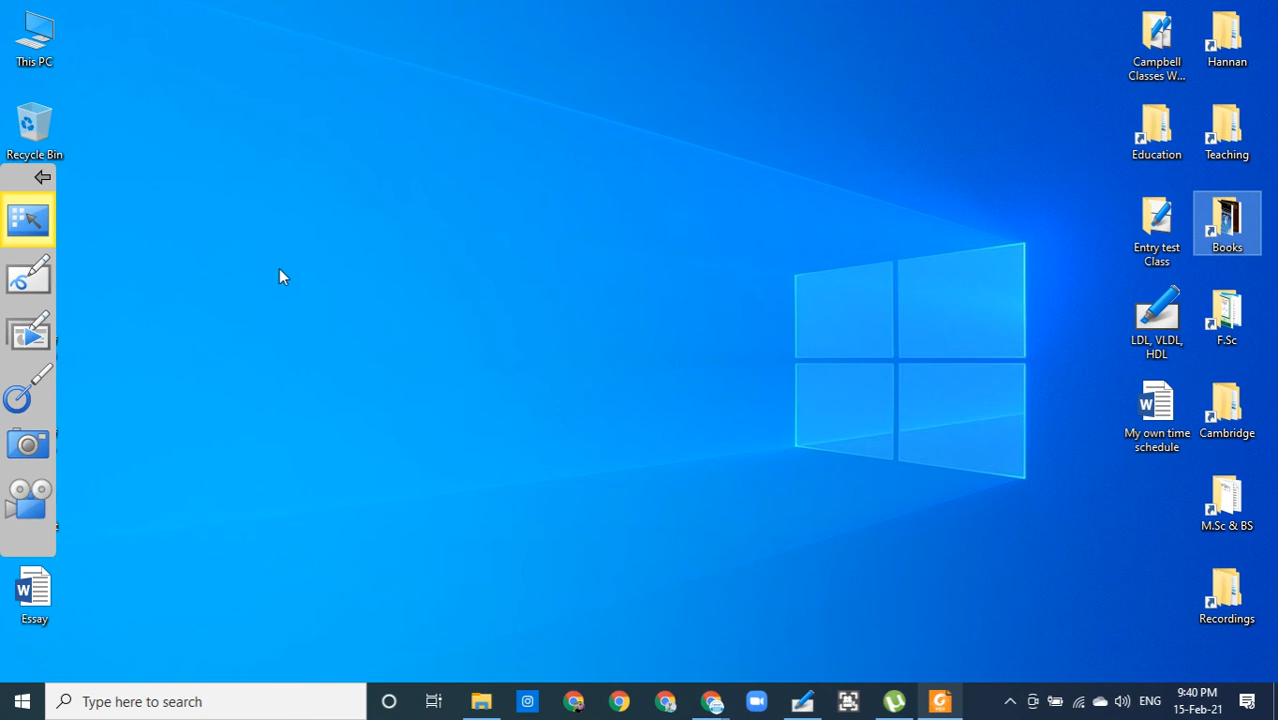 This PC
Recycle Bin
Essay
Campbell
Classes W...
Education
Entry test
Class
LDL, VLDL,
HDL
My own time
schedule
Hannan
Teaching
Books
F.Sc
Cambridge
M.Sc & BS
Recordings
Type here to search
ENG
9:40 PM
15-Feb-21